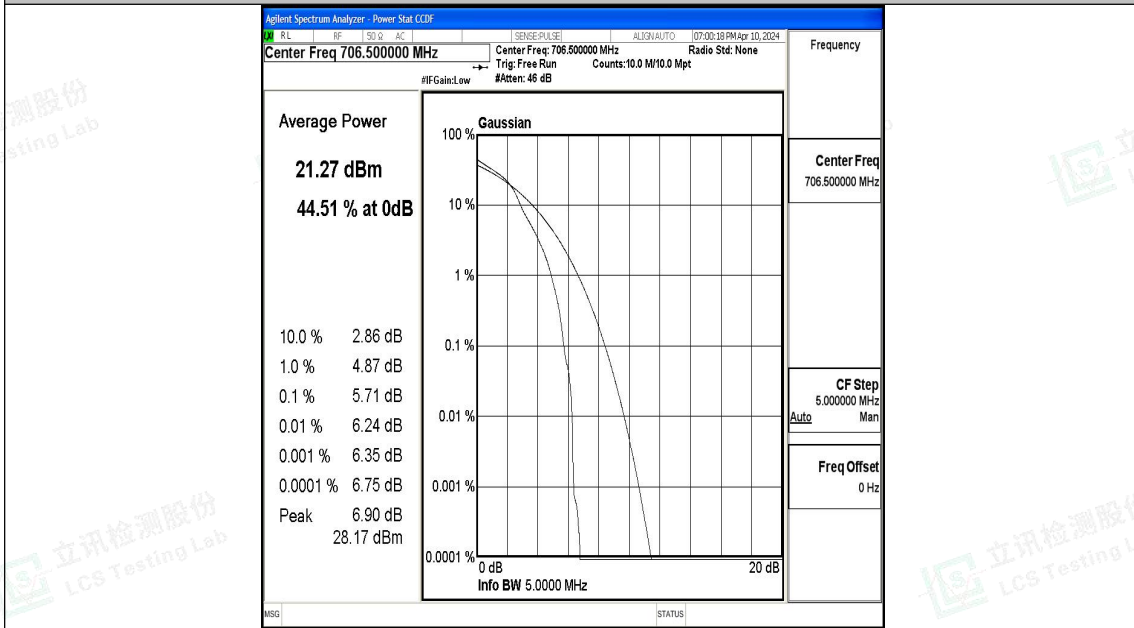 Agilent Spectrum Analyzer - Power Stat CCDF
RL RF 50 Ω AC SENSE:PULSE ALIGN AUTO 07:00:18 PM Apr 10, 2024
Center Freq 706.500000 MHz
Center Freq: 706.500000 MHz Radio Std: None
Trig: Free Run Counts:10.0 M/10.0 Mpt
#IFGain:Low #Atten: 46 dB
Frequency
Average Power
21.27 dBm
44.51 % at 0dB
10.0 % 2.86 dB
1.0 % 4.87 dB
0.1 % 5.71 dB
0.01 % 6.24 dB
0.001 % 6.35 dB
0.0001 % 6.75 dB
Peak 6.90 dB
28.17 dBm
Gaussian
100 %
10 %
1 %
0.1 %
0.01 %
0.001 %
0.0001 %
0 dB 20 dB
Info BW 5.0000 MHz
Center Freq
706.500000 MHz
CF Step
5.000000 MHz
Auto Man
Freq Offset
0 Hz
MSG STATUS
立讯检测股份
LCS Testing Lab
立讯检测股份
LCS Testing L